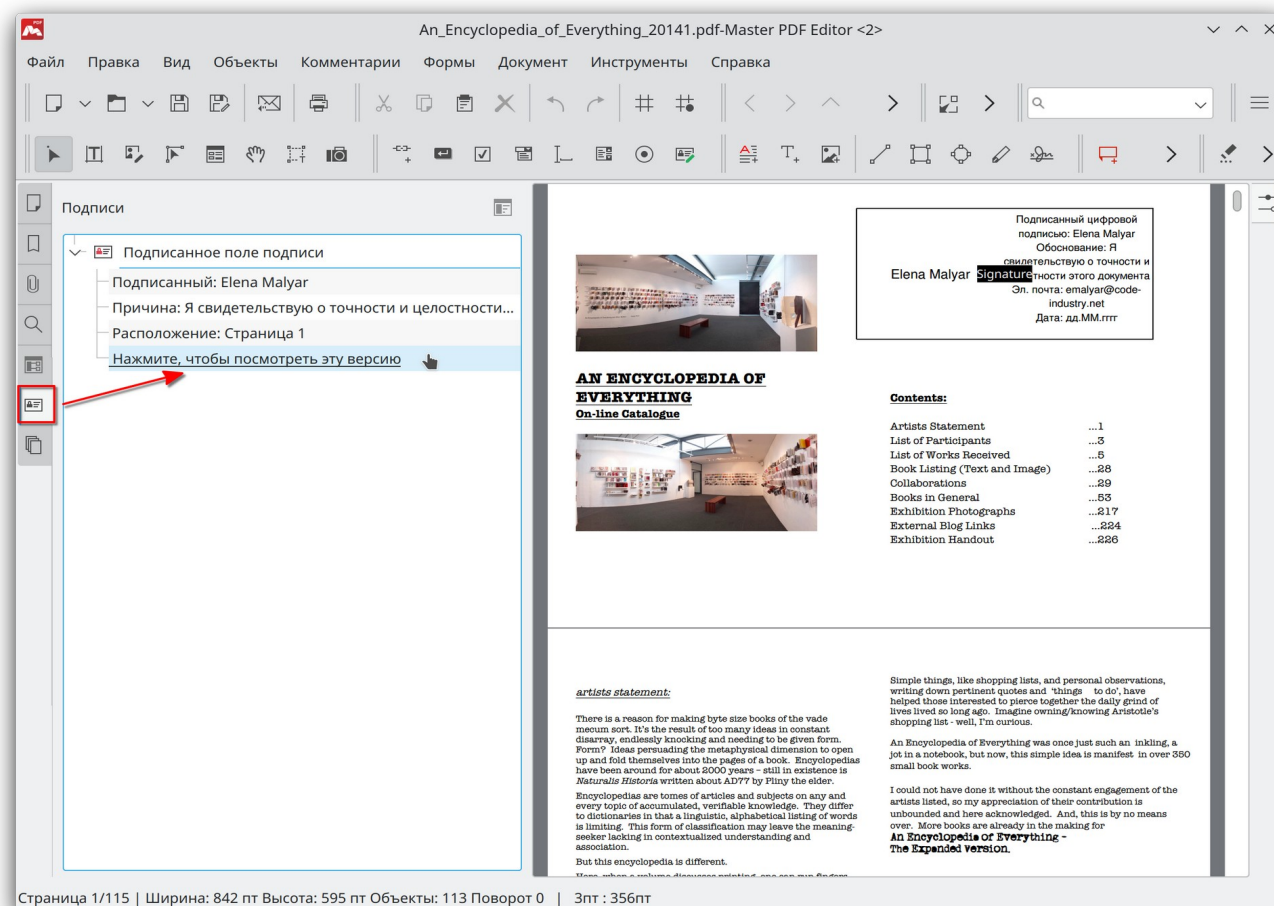 An_Encyclopedia_of_Everything_20141.pdf-Master PDF Editor <2>
Файл Правка Вид Объекты Комментарии Формы Документ Инструменты Справка
Подписи
Подписанное поле подписи
Подписанный: Elena Malyar
Причина: Я свидетельствую о точности и целостности...
Расположение: Страница 1
Нажмите, чтобы посмотреть эту версию
Подписанный цифровой
подписью: Elena Malyar
Обоснование: Я
свидетельствую о точности и
Elena Malyar Signature тности этого документа
Эл. почта: emalyar@code-
industry.net
Дата: дд.ММ.гггг
AN ENCYCLOPEDIA OF
EVERYTHING
On-line Catalogue
Contents:
Artists Statement ...1
List of Participants ...3
List of Works Received ...5
Book Listing (Text and Image) ...28
Collaborations ...29
Books in General ...53
Exhibition Photographs ...217
External Blog Links ...224
Exhibition Handout ...226
artists statement:
There is a reason for making byte size books of the vade
mecum sort. It's the result of too many ideas in constant
disarray, endlessly knocking and needing to be given form.
Form? Ideas persuading the metaphysical dimension to open
up and fold themselves into the pages of a book. Encyclopedias
have been around for about 2000 years – still in existence is
Naturalis Historia written about AD77 by Pliny the elder.
Encyclopedias are tomes of articles and subjects on any and
every topic of accumulated, verifiable knowledge. They differ
to dictionaries in that a linguistic, alphabetical listing of words
is limiting. This form of classification may leave the meaning-
seeker lacking in contextualized understanding and
association.
But this encyclopedia is different.
Here, when a volume discusses printing, one can run fingers
Simple things, like shopping lists, and personal observations,
writing down pertinent quotes and 'things to do', have
helped those interested to pierce together the daily grind of
lives lived so long ago. Imagine owning/knowing Aristotle's
shopping list - well, I'm curious.
An Encyclopedia of Everything was once just such an inkling, a
jot in a notebook, but now, this simple idea is manifest in over 350
small book works.
I could not have done it without the constant engagement of the
artists listed, so my appreciation of their contribution is
unbounded and here acknowledged. And, this is by no means
over. More books are already in the making for
An Encyclopedia of Everything –
The Expanded Version.
Страница 1/115 | Ширина: 842 пт Высота: 595 пт Объекты: 113 Поворот 0 | 3пт : 356пт